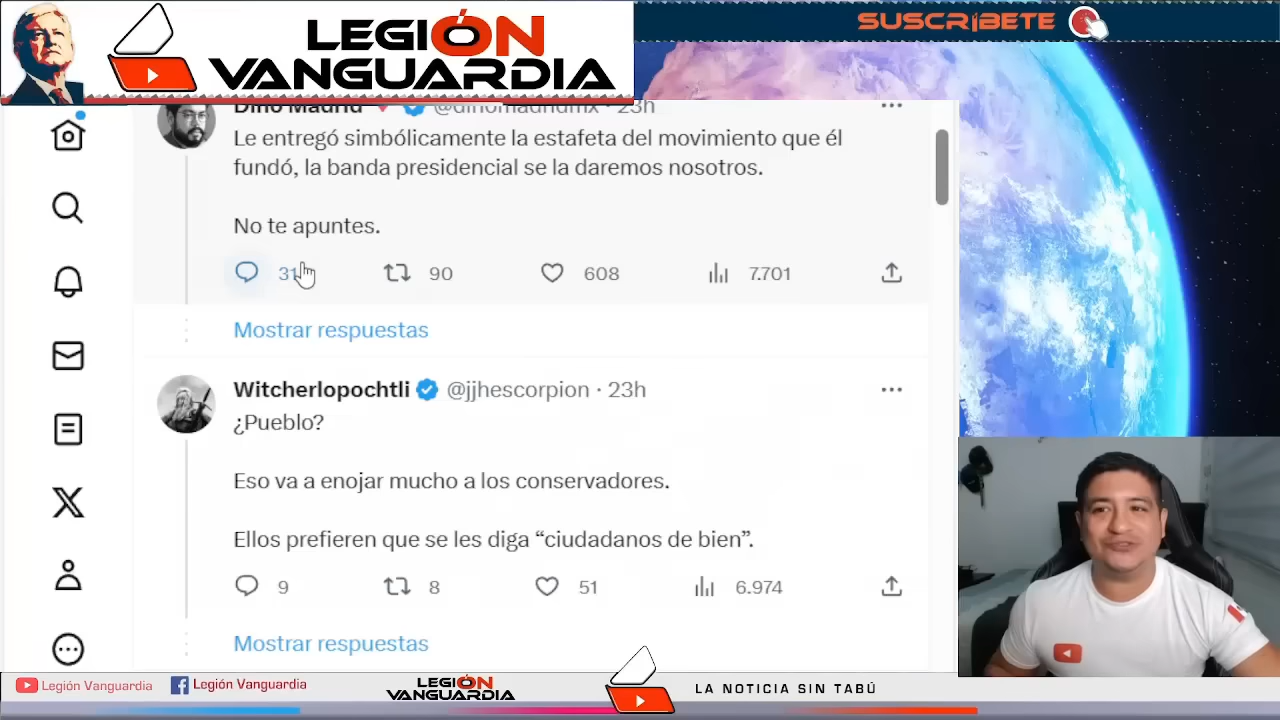 LEGIÓN
VANGUARDIA
SUSCRÍBETE
Dino Madrid @dinomadridmx · 23h
Le entregó simbólicamente la estafeta del movimiento que él
fundó, la banda presidencial se la daremos nosotros.
No te apuntes.
31 90 608 7.701
Mostrar respuestas
Witcherlopochtli @jjhescorpion · 23h
¿Pueblo?
Eso va a enojar mucho a los conservadores.
Ellos prefieren que se les diga “ciudadanos de bien”.
9 8 51 6.974
Mostrar respuestas
Legión Vanguardia Legión Vanguardia LEGIÓN
VANGUARDIA
LA NOTICIA SIN TABÚ